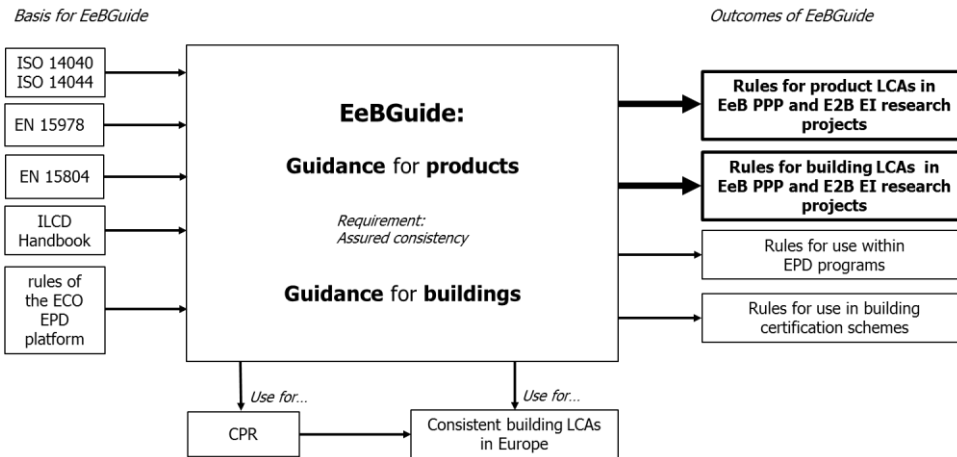 Basis for EeBGuide
Outcomes of EeBGuide
ISO 14040
ISO 14044
EN 15978
EN 15804
ILCD
Handbook
rules of
the ECO
EPD
platform
EeBGuide:
Guidance for products
Requirement:
Assured consistency
Guidance for buildings
Rules for product LCAs in
EeB PPP and E2B EI research
projects
Rules for building LCAs in
EeB PPP and E2B EI research
projects
Rules for use within
EPD programs
Rules for use in building
certification schemes
Use for...
Use for...
CPR
Consistent building LCAs
in Europe